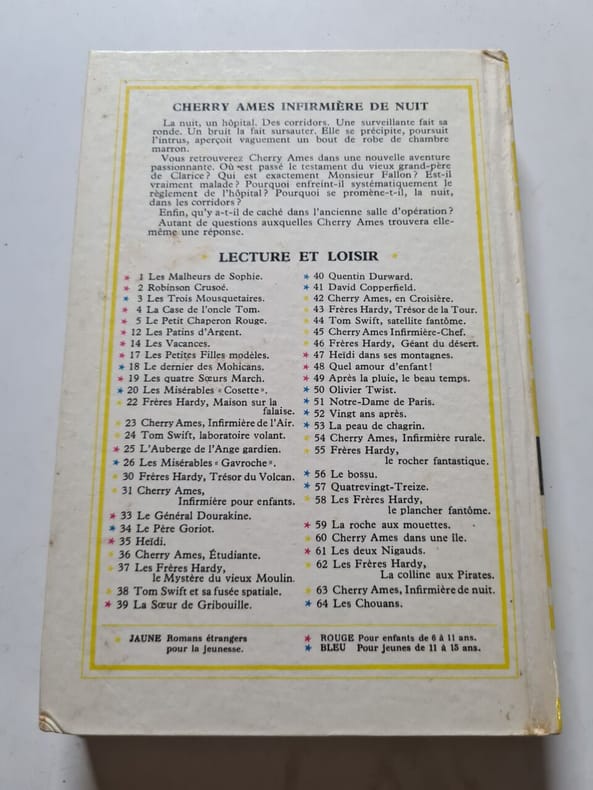 CHERRY AMES INFIRMIÈRE DE NUIT
La nuit, un hôpital. Des corridors. Une surveillante fait sa
ronde. Un bruit la fait sursauter. Elle se précipite, poursuit
l'intrus, aperçoit vaguement un bout de robe de chambre
marron.
Vous retrouverez Cherry Ames dans une nouvelle aventure
passionnante. Où est passé le testament du vieux grand-père
de Clarice ? Qui est exactement Monsieur Fallon ? Est-il
vraiment malade ? Pourquoi enfreint-il systématiquement le
règlement de l'hôpital ? Pourquoi se promène-t-il, la nuit,
dans les corridors ?
Enfin, qu'y a-t-il de caché dans l'ancienne salle d'opération ?
Autant de questions auxquelles Cherry Ames trouvera elle-
même une réponse.
LECTURE ET LOISIR
* 1 Les Malheurs de Sophie.
* 2 Robinson Crusoé.
* 3 Les Trois Mousquetaires.
* 4 La Case de l'oncle Tom.
* 5 Le Petit Chaperon Rouge.
* 12 Les Patins d'Argent.
* 14 Les Vacances.
* 17 Les Petites Filles modèles.
* 18 Le dernier des Mohicans.
* 19 Les quatre Sœurs March.
* 20 Les Misérables «Cosette».
* 22 Frères Hardy, Maison sur la
falaise.
* 23 Cherry Ames, Infirmière de l'Air.
* 24 Tom Swift, laboratoire volant.
* 25 L'Auberge de l'Ange gardien.
* 26 Les Misérables «Gavroche».
* 30 Frères Hardy, Trésor du Volcan.
* 31 Cherry Ames,
Infirmière pour enfants.
* 33 Le Général Dourakine.
* 34 Le Père Goriot.
* 35 Heïdi.
* 36 Cherry Ames, Étudiante.
* 37 Les Frères Hardy,
le Mystère du vieux Moulin.
* 38 Tom Swift et sa fusée spatiale.
* 39 La Sœur de Gribouille.
* 40 Quentin Durward.
* 41 David Copperfield.
* 42 Cherry Ames, en Croisière.
* 43 Frères Hardy, Trésor de la Tour.
* 44 Tom Swift, satellite fantôme.
* 45 Cherry Ames Infirmière-Chef.
* 46 Frères Hardy, Géant du désert.
* 47 Heïdi dans ses montagnes.
* 48 Quel amour d'enfant !
* 49 Après la pluie, le beau temps.
* 50 Olivier Twist.
* 51 Notre-Dame de Paris.
* 52 Vingt ans après.
* 53 La peau de chagrin.
* 54 Cherry Ames, Infirmière rurale.
* 55 Frères Hardy,
le rocher fantastique.
* 56 Le bossu.
* 57 Quatrevingt-Treize.
* 58 Les Frères Hardy,
le plancher fantôme.
* 59 La roche aux mouettes.
* 60 Cherry Ames dans une île.
* 61 Les deux Nigauds.
* 62 Les Frères Hardy,
La colline aux Pirates.
* 63 Cherry Ames, Infirmière de nuit.
* 64 Les Chouans.
* JAUNE Romans étrangers
pour la jeunesse.
* ROUGE Pour enfants de 6 à 11 ans.
* BLEU Pour jeunes de 11 à 15 ans.